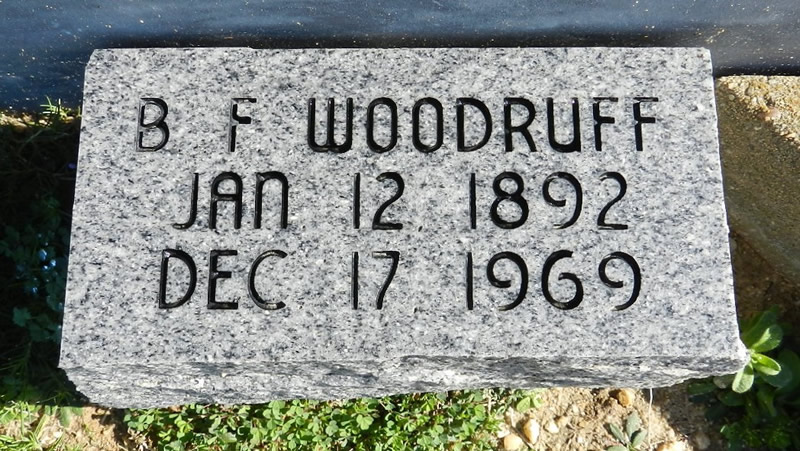 B F WOODRUFF
JAN 12, 1892
DEC 17 1969